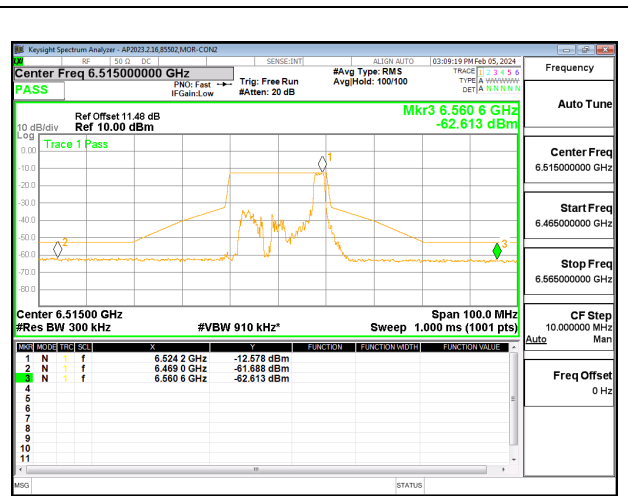 Keysight Spectrum Analyzer - AP2023.2.16,85502,MOR-CON2
RF 50 Ω DC SENSE:INT ALIGN AUTO 03:09:19 PM Feb 05, 2024
Center Freq 6.515000000 GHz
#Avg Type: RMS
TRACE 1 2 3 4 5 6
PASS
PNO: Fast
Trig: Free Run
Avg|Hold: 100/100
TYPE A WWWWW
IFGain:Low
#Atten: 20 dB
DET A N N N N N
Frequency
Auto Tune
Mkr3 6.560 6 GHz
-62.613 dBm
Ref Offset 11.48 dB
10 dB/div Ref 10.00 dBm
Log
Trace 1 Pass
0.00
-10.0
-20.0
-30.0
-40.0
-50.0
-60.0
-70.0
-80.0
1
2
3
Center Freq
6.515000000 GHz
Start Freq
6.465000000 GHz
Stop Freq
6.565000000 GHz
Center 6.51500 GHz Span 100.0 MHz
#Res BW 300 kHz #VBW 910 kHz* Sweep 1.000 ms (1001 pts)
CF Step
10.000000 MHz
Auto Man
MKR MODE TRC SCL X Y FUNCTION FUNCTION WIDTH FUNCTION VALUE
1 N 1 f 6.524 2 GHz -12.578 dBm
2 N 1 f 6.469 0 GHz -61.688 dBm
3 N 1 f 6.560 6 GHz -62.613 dBm
4
5
6
7
8
9
10
11
Freq Offset
0 Hz
MSG STATUS